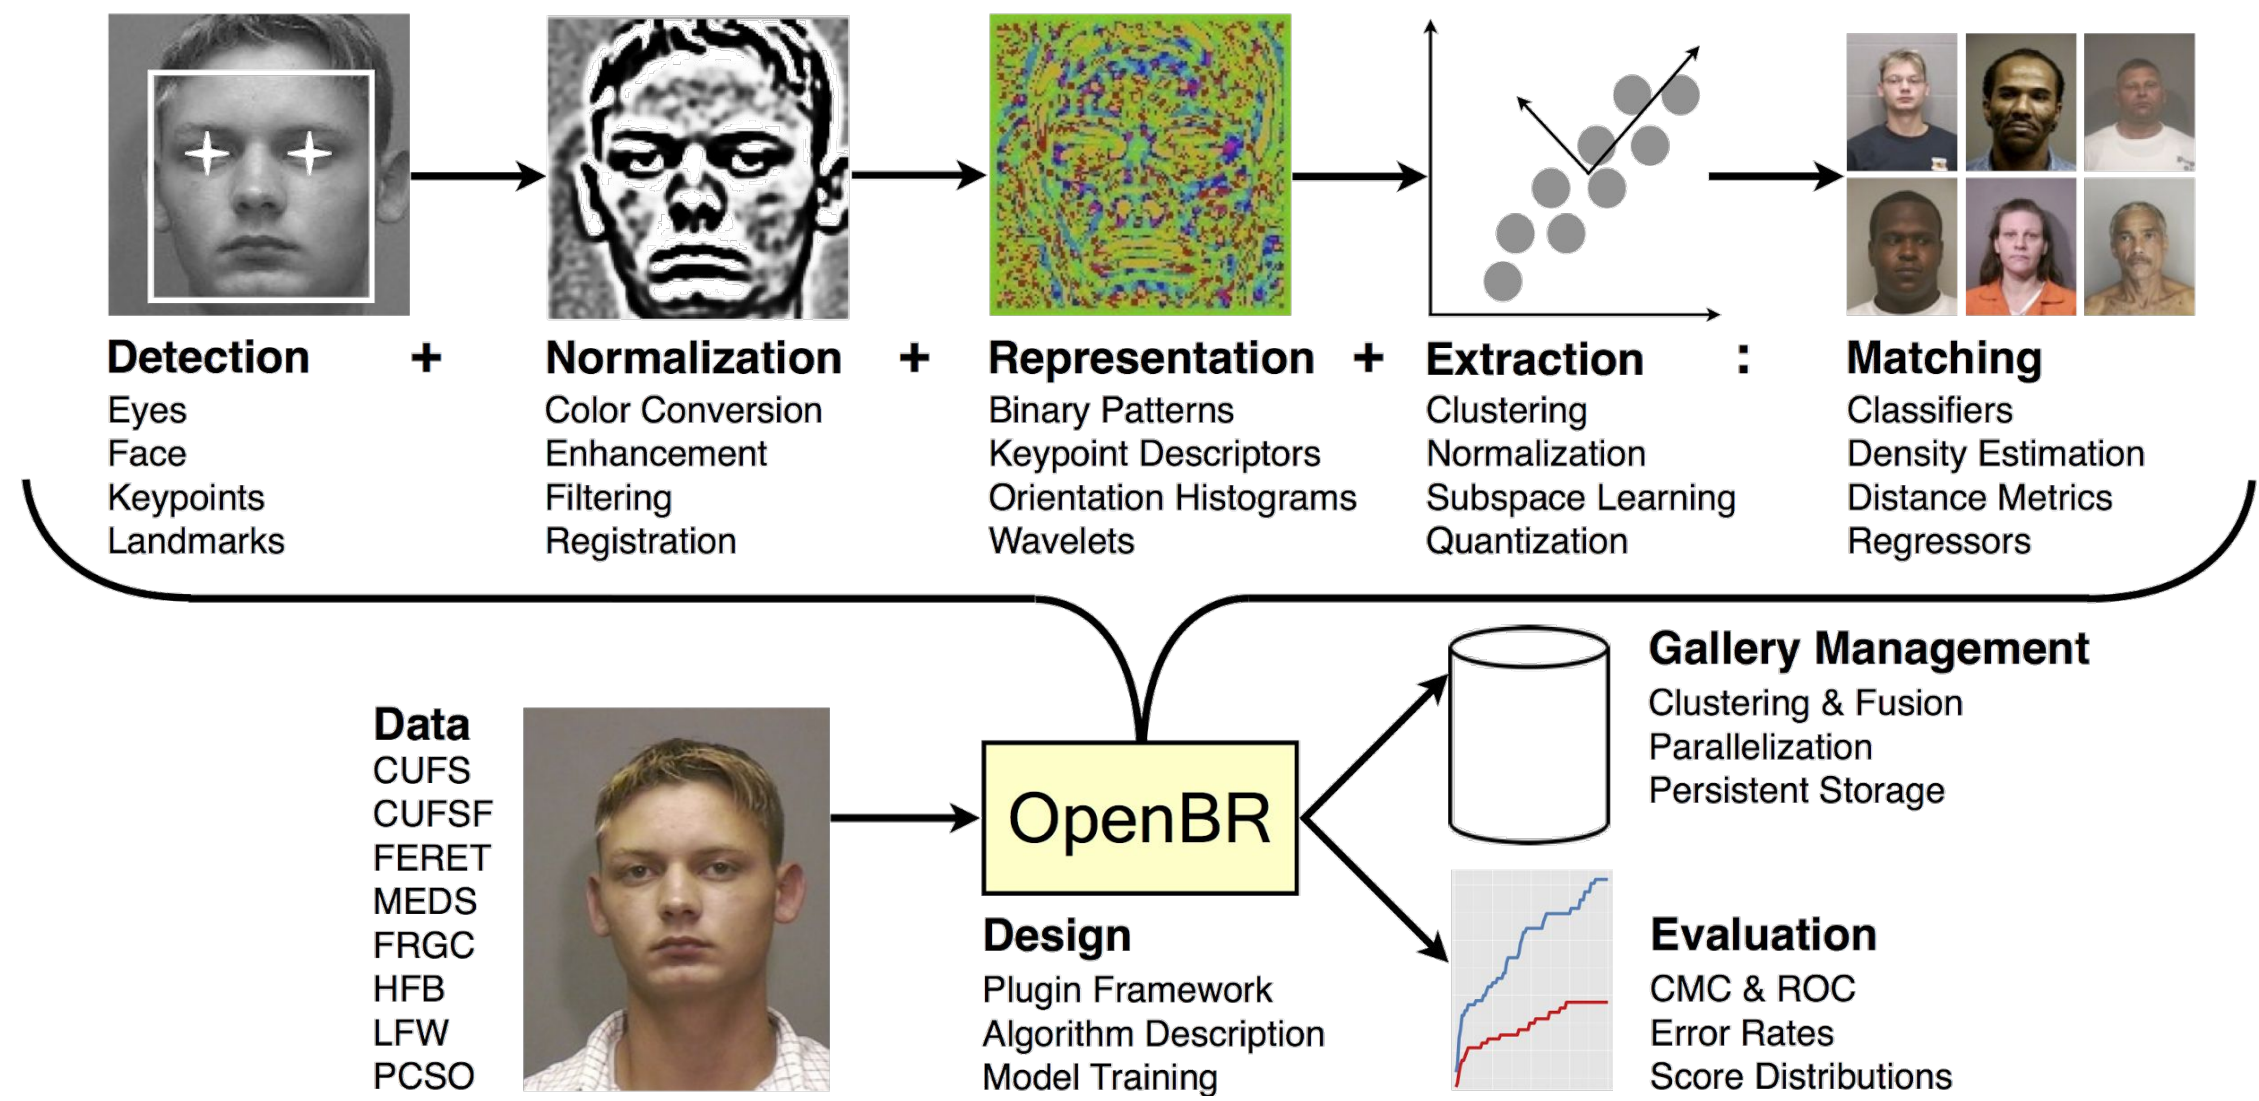 Detection + Normalization + Representation + Extraction : Matching
Eyes
Face
Keypoints
Landmarks
Color Conversion
Enhancement
Filtering
Registration
Binary Patterns
Keypoint Descriptors
Orientation Histograms
Wavelets
Clustering
Normalization
Subspace Learning
Quantization
Classifiers
Density Estimation
Distance Metrics
Regressors
Data
CUFS
CUFSF
FERET
MEDS
FRGC
HFB
LFW
PCSO
OpenBR
Design
Plugin Framework
Algorithm Description
Model Training
Gallery Management
Clustering & Fusion
Parallelization
Persistent Storage
Evaluation
CMC & ROC
Error Rates
Score Distributions